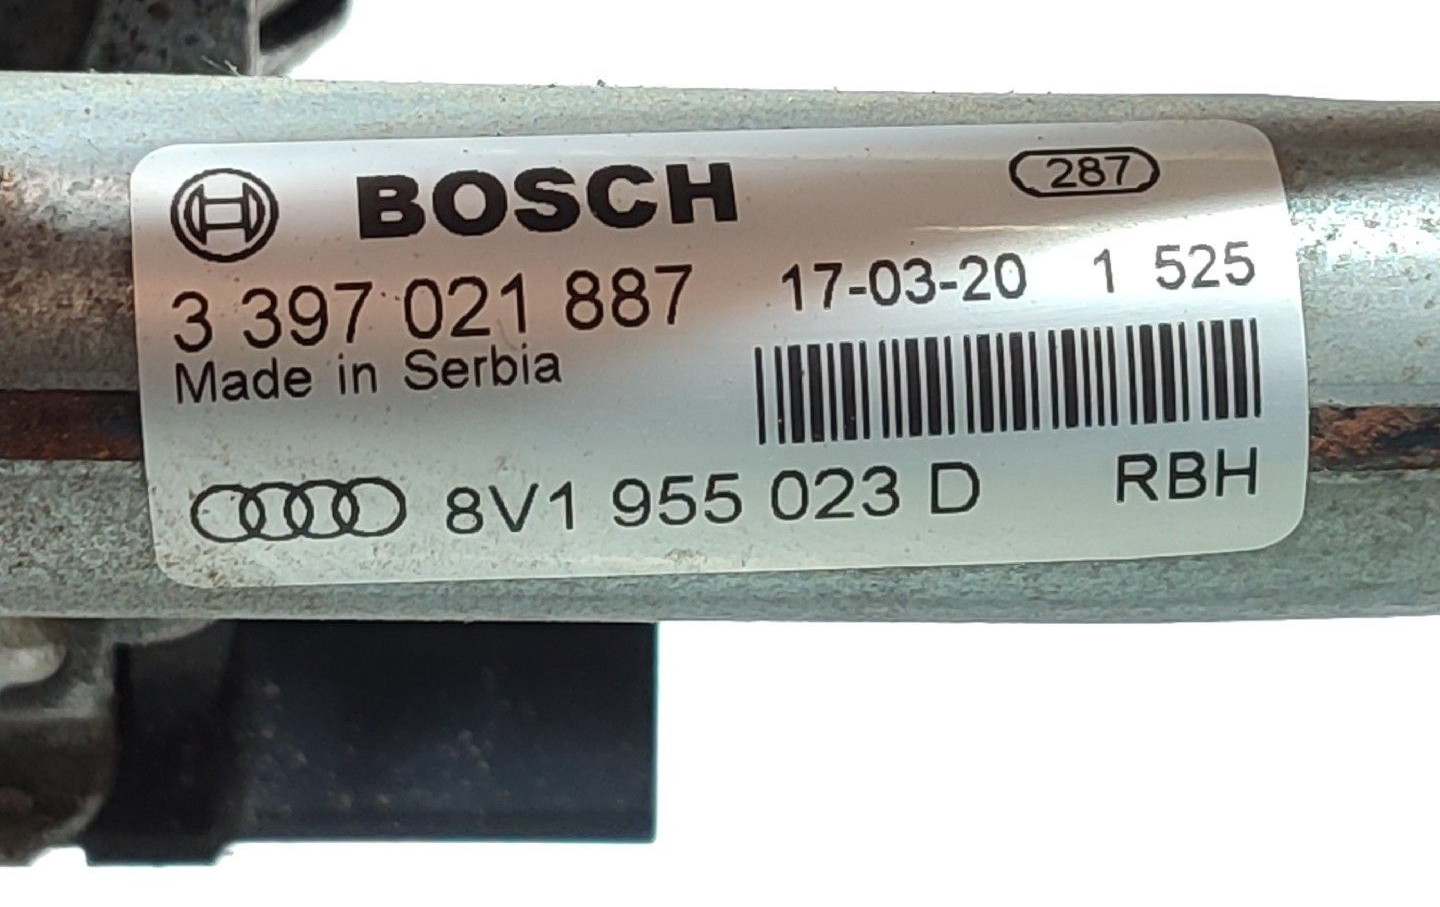 BOSCH 287
3 397 021 887 17-03-20 1 525
Made in Serbia
8V1 955 023 D RBH